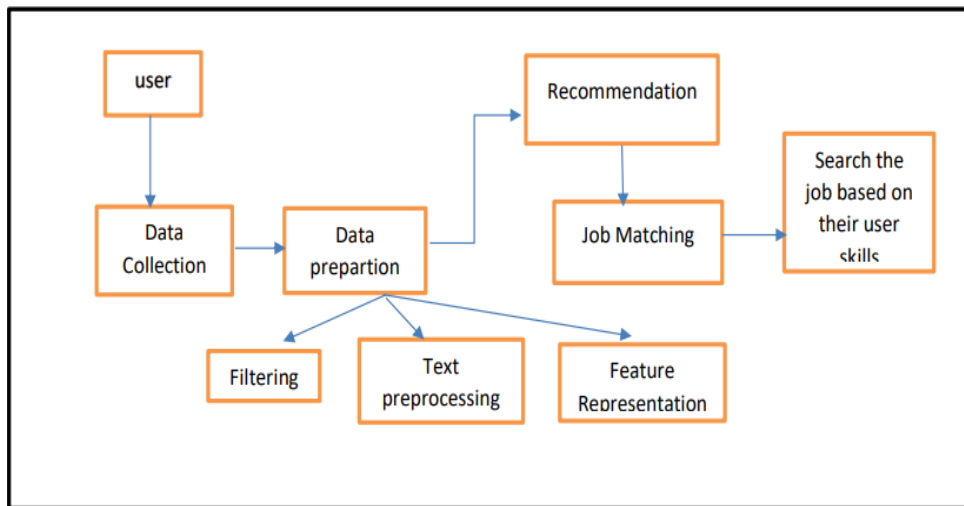 user
Data
Collection
Data
prepartion
Recommendation
Job Matching
Search the
job based on
their user
skills
Filtering
Text
preprocessing
Feature
Representation